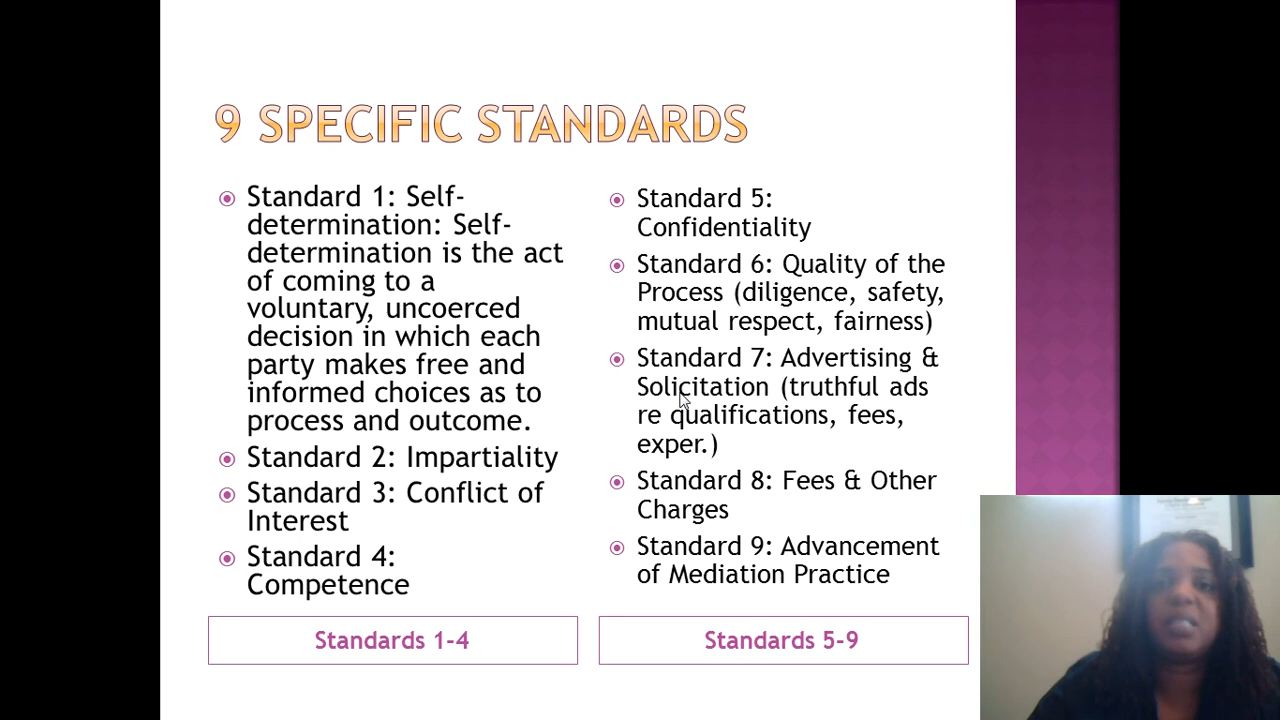 9 SPECIFIC STANDARDS
Standard 1: Self-
determination: Self-
determination is the act
of coming to a
voluntary, uncoerced
decision in which each
party makes free and
informed choices as to
process and outcome.
Standard 2: Impartiality
Standard 3: Conflict of
Interest
Standard 4:
Competence
Standards 1-4
Standard 5:
Confidentiality
Standard 6: Quality of the
Process (diligence, safety,
mutual respect, fairness)
Standard 7: Advertising &
Solicitation (truthful ads
re qualifications, fees,
exper.)
Standard 8: Fees & Other
Charges
Standard 9: Advancement
of Mediation Practice
Standards 5-9